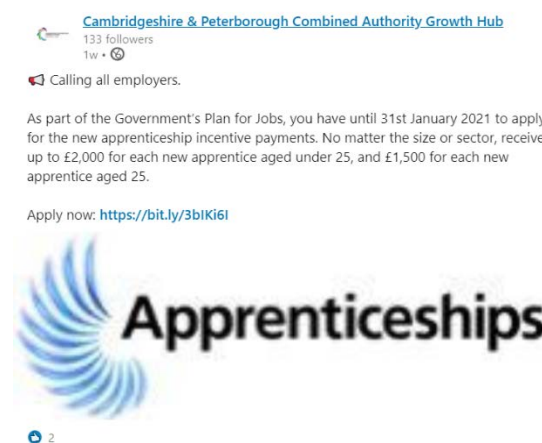 Cambridgeshire & Peterborough Combined Authority Growth Hub
133 followers
1w •
Calling all employers.
As part of the Government's Plan for Jobs, you have until 31st January 2021 to apply
for the new apprenticeship incentive payments. No matter the size or sector, receive
up to £2,000 for each new apprentice aged under 25, and £1,500 for each new
apprentice aged 25.
Apply now: https://bit.ly/3bIKi6I
Apprenticeships
2